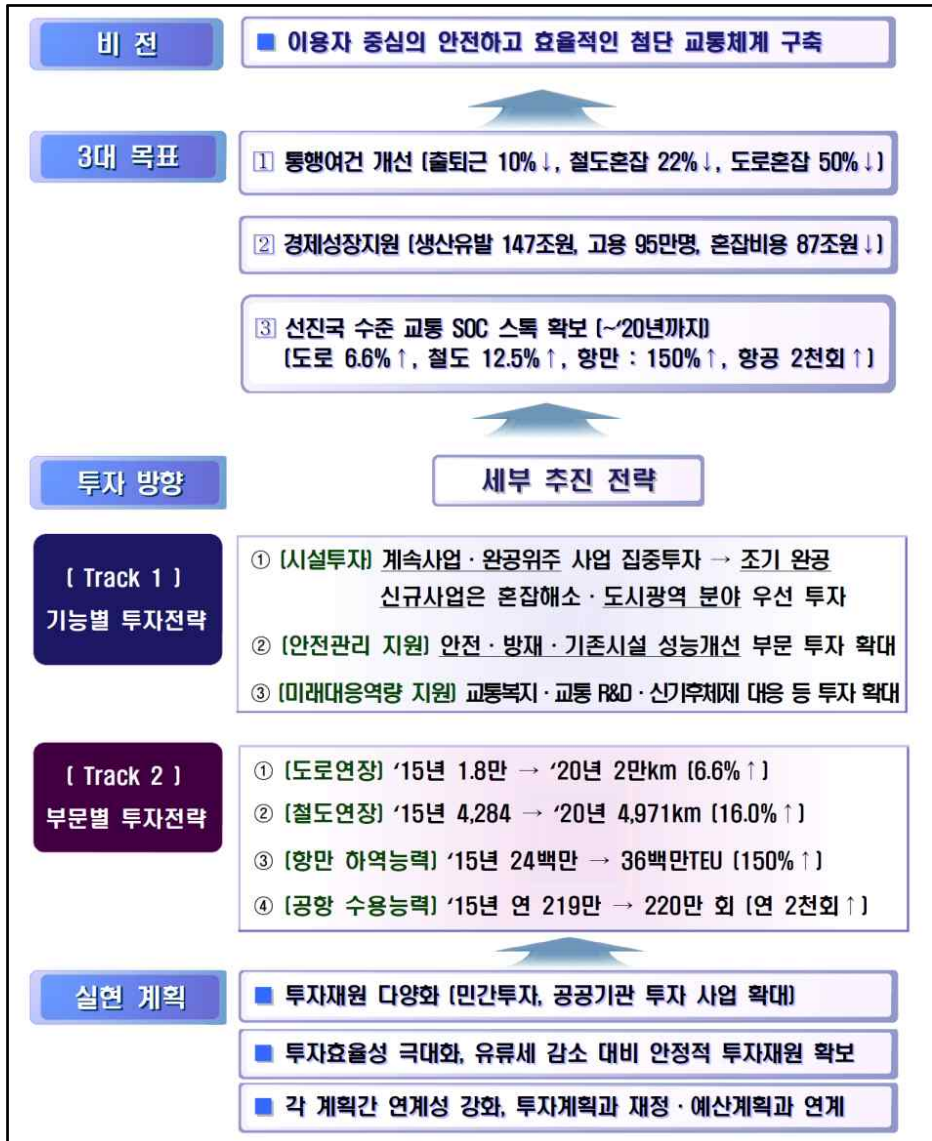 비 전
■ 이용자 중심의 안전하고 효율적인 첨단 교통체계 구축
3대 목표
1 통행여건 개선 (출퇴근 10%↓, 철도혼잡 22%↓, 도로혼잡 50%↓)
2 경제성장지원 (생산유발 147조원, 고용 95만명, 혼잡비용 87조원↓)
3 선진국 수준 교통 SOC 스톡 확보 (~‘20년까지)
(도로 6.6%↑, 철도 12.5%↑, 항만 : 150%↑, 항공 2천회↑)
투자 방향
세부 추진 전략
( Track 1 )
기능별 투자전략
① (시설투자) 계속사업·완공위주 사업 집중투자 → 조기 완공
신규사업은 혼잡해소·도시광역 분야 우선 투자
② (안전관리 지원) 안전·방재·기존시설 성능개선 부문 투자 확대
③ (미래대응역량 지원) 교통복지·교통 R&D·신기후체제 대응 등 투자 확대
( Track 2 )
부문별 투자전략
① (도로연장) ‘15년 1.8만 → ‘20년 2만km (6.6%↑)
② (철도연장) ‘15년 4,284 → ‘20년 4,971km (16.0%↑)
③ (항만 하역능력) ‘15년 24백만 → 36백만TEU (150%↑)
④ (공항 수용능력) ‘15년 연 219만 → 220만 회 (연 2천회↑)
실현 계획
■ 투자재원 다양화 (민간투자, 공공기관 투자 사업 확대)
■ 투자효율성 극대화, 유류세 감소 대비 안정적 투자재원 확보
■ 각 계획간 연계성 강화, 투자계획과 재정·예산계획과 연계